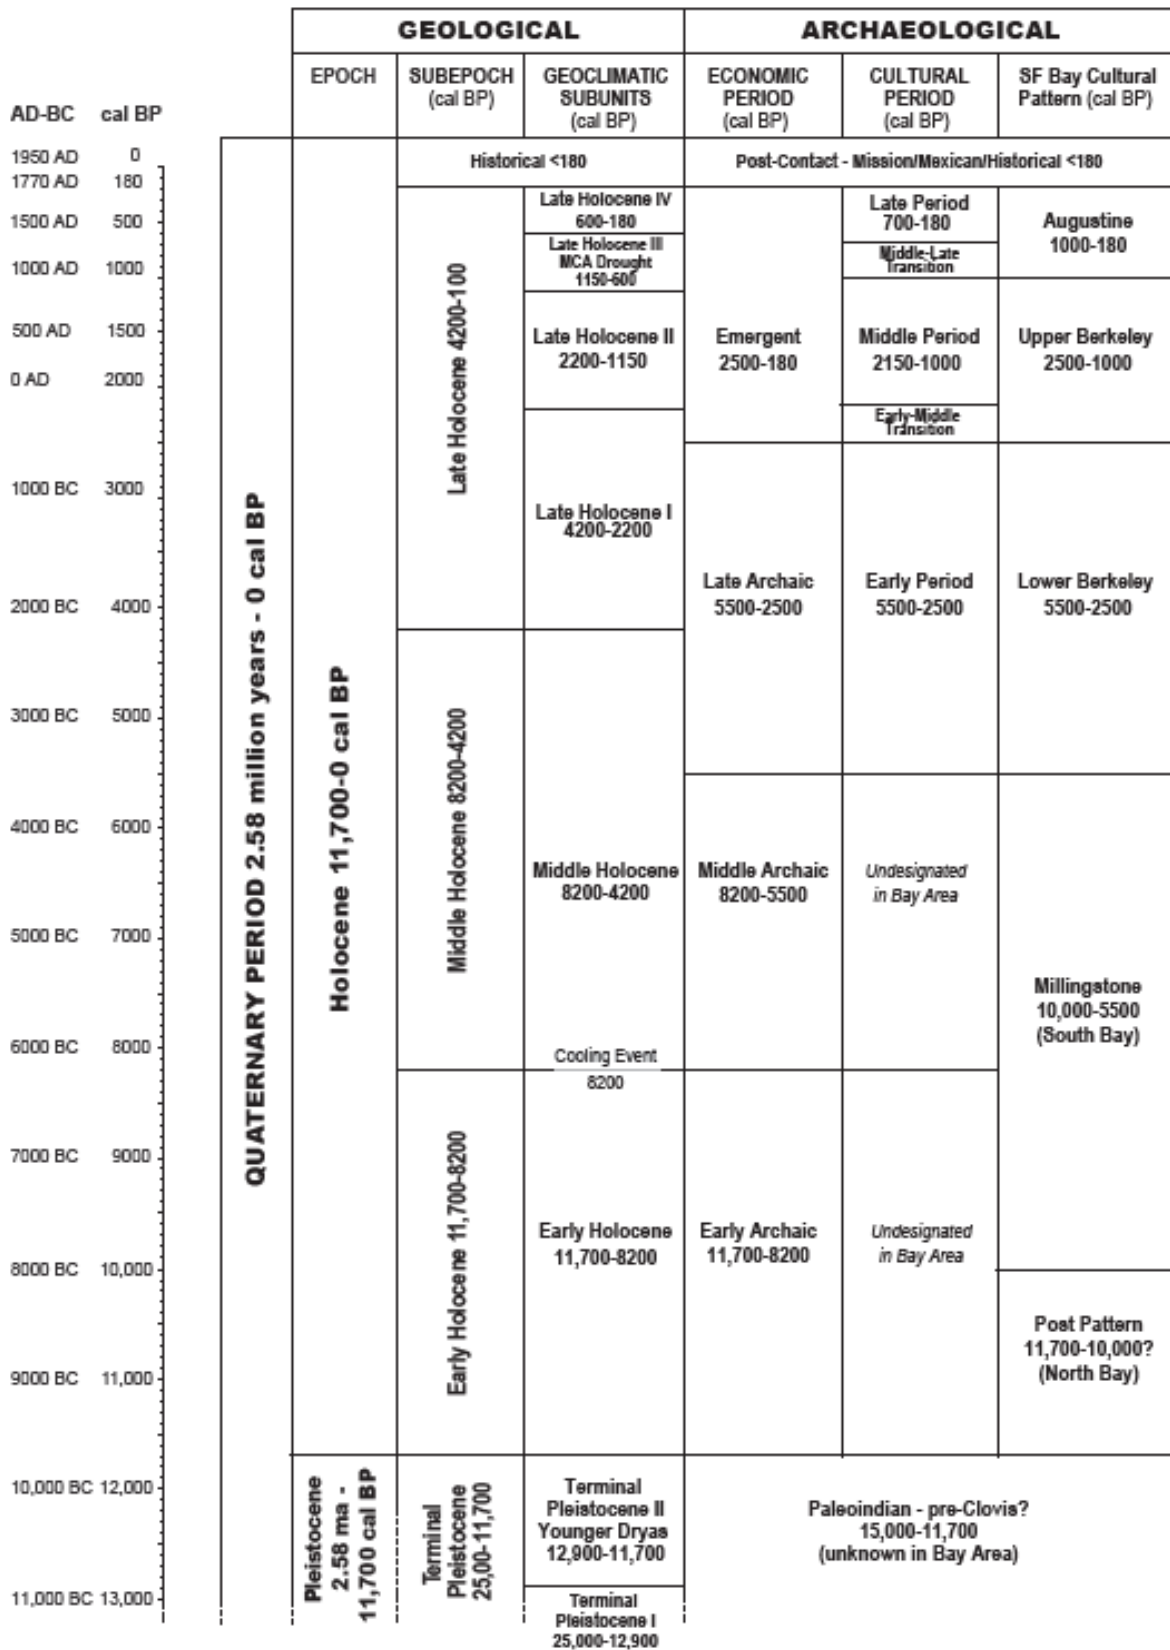 GEOLOGICAL
ARCHAEOLOGICAL
AD-BC
cal BP
EPOCH
SUBEPOCH
(cal BP)
GEOCLIMATIC
SUBUNITS
(cal BP)
ECONOMIC
PERIOD
(cal BP)
CULTURAL
PERIOD
(cal BP)
SF Bay Cultural
Pattern (cal BP)
1950 AD 0
1770 AD 180
1500 AD 500
1000 AD 1000
500 AD 1500
0 AD 2000
1000 BC 3000
2000 BC 4000
3000 BC 5000
4000 BC 6000
5000 BC 7000
6000 BC 8000
7000 BC 9000
8000 BC 10,000
9000 BC 11,000
10,000 BC 12,000
11,000 BC 13,000
QUATERNARY PERIOD 2.58 million years - 0 cal BP
Holocene 11,700-0 cal BP
Pleistocene
2.58 ma -
11,700 cal BP
Historical <180
Late Holocene 4200-100
Middle Holocene 8200-4200
Early Holocene 11,700-8200
Terminal
Pleistocene
25,00-11,700
Late Holocene IV
600-180
Late Holocene III
MCA Drought
1150-600
Late Holocene II
2200-1150
Late Holocene I
4200-2200
Middle Holocene
8200-4200
Cooling Event
8200
Early Holocene
11,700-8200
Terminal
Pleistocene II
Younger Dryas
12,900-11,700
Terminal
Pleistocene I
25,000-12,900
Post-Contact - Mission/Mexican/Historical <180
Emergent
2500-180
Late Archaic
5500-2500
Middle Archaic
8200-5500
Early Archaic
11,700-8200
Late Period
700-180
Middle-Late
Transition
Middle Period
2150-1000
Early-Middle
Transition
Early Period
5500-2500
Undesignated
in Bay Area
Undesignated
in Bay Area
Augustine
1000-180
Upper Berkeley
2500-1000
Lower Berkeley
5500-2500
Millingstone
10,000-5500
(South Bay)
Post Pattern
11,700-10,000?
(North Bay)
Paleoindian - pre-Clovis?
15,000-11,700
(unknown in Bay Area)